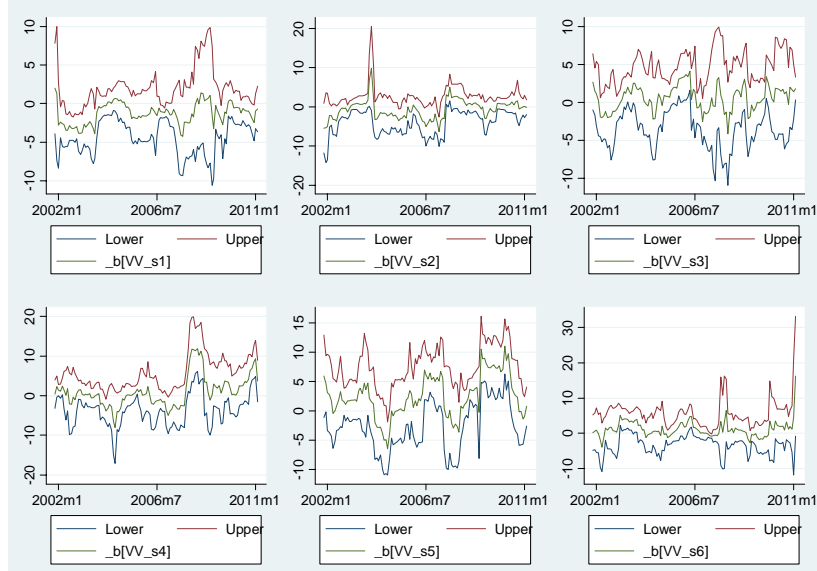 10
5
0
-5
-10
2002m1 2006m7 2011m1
Lower Upper
_b[VV_s1]
20
10
0
-10
-20
2002m1 2006m7 2011m1
Lower Upper
_b[VV_s2]
10
5
0
-5
-10
2002m1 2006m7 2011m1
Lower Upper
_b[VV_s3]
20
10
0
-10
-20
2002m1 2006m7 2011m1
Lower Upper
_b[VV_s4]
15
10
5
0
-5
-10
2002m1 2006m7 2011m1
Lower Upper
_b[VV_s5]
30
20
10
0
-10
2002m1 2006m7 2011m1
Lower Upper
_b[VV_s6]